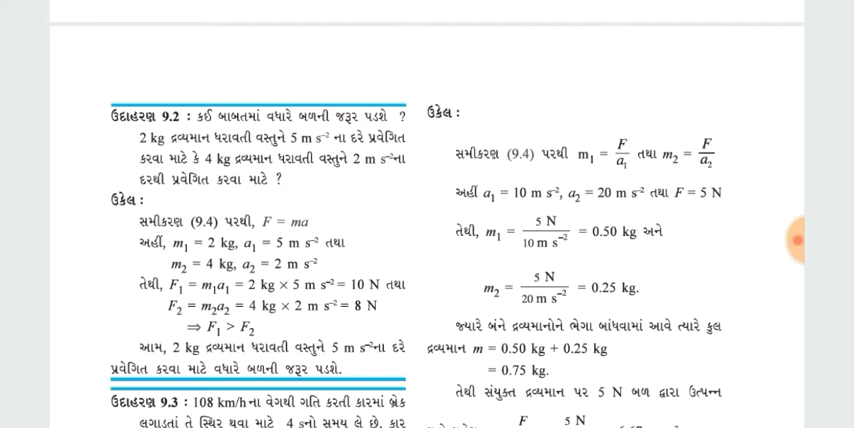 ઉદાહરણ 9.2 : કઈ બાબતમાં વધારે બળની જરૂર પડશે ?
2 kg દ્રવ્યમાન ધરાવતી વસ્તુને 5 m s⁻² ના દરે પ્રવેગિત
કરવા માટે કે 4 kg દ્રવ્યમાન ધરાવતી વસ્તુને 2 m s⁻²ના
દરથી પ્રવેગિત કરવા માટે ?
ઉકેલ :
સમીકરણ (9.4) પરથી, F = ma
અહીં, m₁ = 2 kg, a₁ = 5 m s⁻² તથા
m₂ = 4 kg, a₂ = 2 m s⁻²
તેથી, F₁ = m₁a₁ = 2 kg × 5 m s⁻² = 10 N તથા
F₂ = m₂a₂ = 4 kg × 2 m s⁻² = 8 N
⇒ F₁ > F₂
આમ, 2 kg દ્રવ્યમાન ધરાવતી વસ્તુને 5 m s⁻²ના દરે
પ્રવેગિત કરવા માટે વધારે બળની જરૂર પડશે.
ઉદાહરણ 9.3 : 108 km/hના વેગથી ગતિ કરતી કારમાં બ્રેક
લગાડતાં તે સ્થિર થવા માટે 4 sનો સમય લે છે. કાર
ઉકેલ :
સમીકરણ (9.4) પરથી m₁ = F/a₁ તથા m₂ = F/a₂
અહીં a₁ = 10 m s⁻², a₂ = 20 m s⁻² તથા F = 5 N
તેથી, m₁ = 5 N / 10 m s⁻² = 0.50 kg અને
m₂ = 5 N / 20 m s⁻² = 0.25 kg.
જ્યારે બંને દ્રવ્યમાનોને ભેગા બાંધવામાં આવે ત્યારે કુલ
દ્રવ્યમાન m = 0.50 kg + 0.25 kg
= 0.75 kg.
તેથી સંયુક્ત દ્રવ્યમાન પર 5 N બળ દ્વારા ઉત્પન્ન
F 5 N